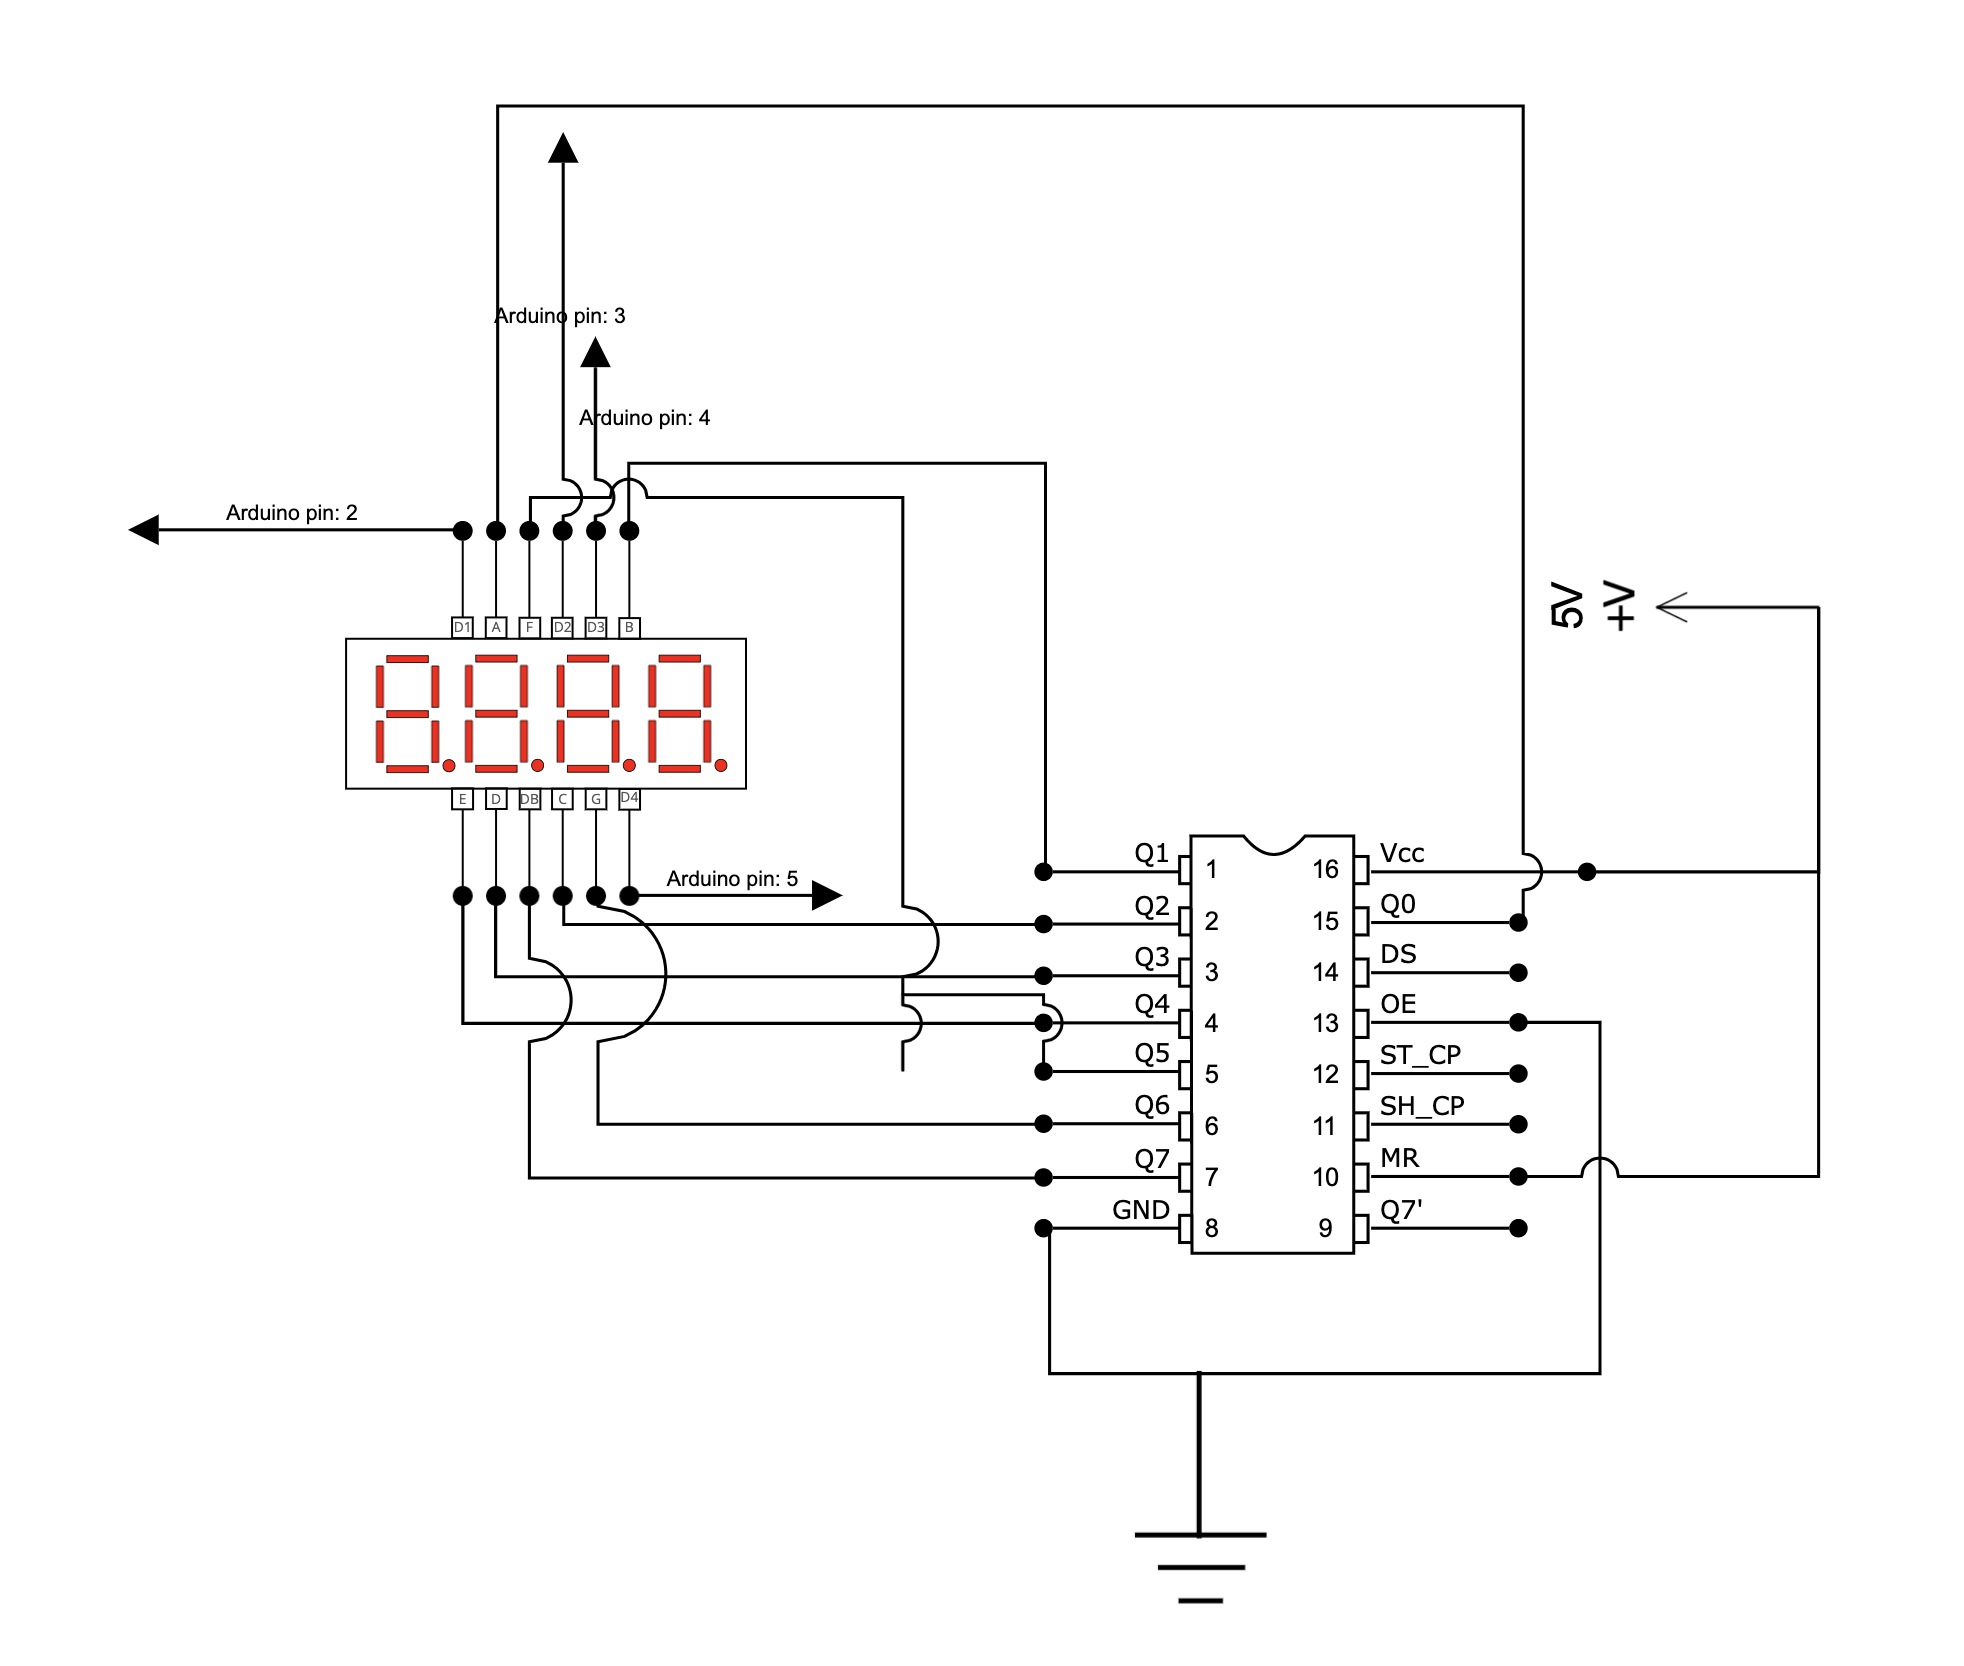 Arduino pin: 3
Arduino pin: 4
Arduino pin: 2
D1 A F D2 D3 B
E D DB C G D4
Arduino pin: 5
5V
+V
Q1 1 16 Vcc
Q2 2 15 Q0
Q3 3 14 DS
Q4 4 13 OE
Q5 5 12 ST_CP
Q6 6 11 SH_CP
Q7 7 10 MR
GND 8 9 Q7'